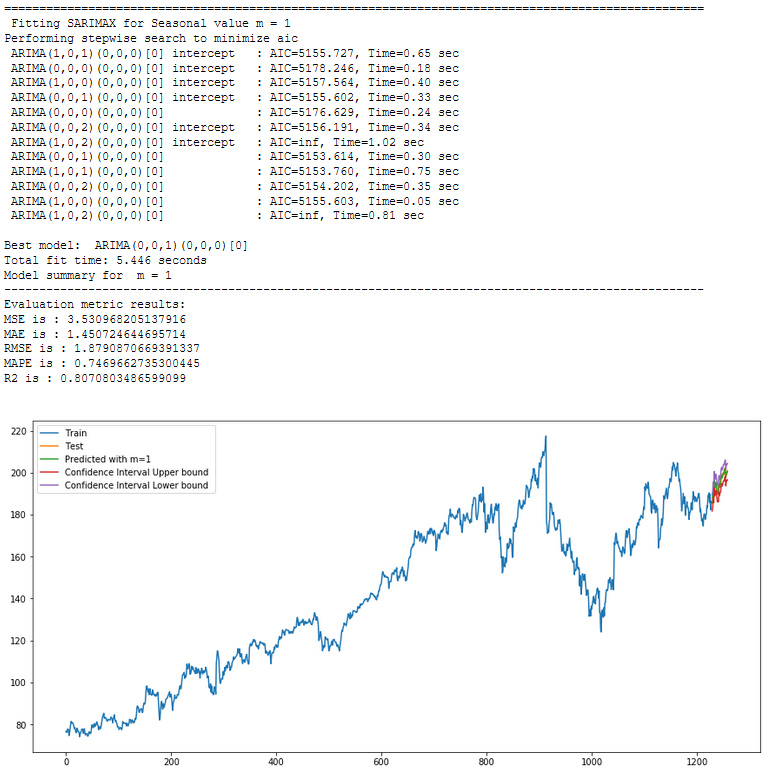 ====================================================================================================
Fitting SARIMAX for Seasonal value m = 1
Performing stepwise search to minimize aic
ARIMA(1,0,1)(0,0,0)[0] intercept   : AIC=5155.727, Time=0.65 sec
ARIMA(0,0,0)(0,0,0)[0] intercept   : AIC=5178.246, Time=0.18 sec
ARIMA(1,0,0)(0,0,0)[0] intercept   : AIC=5157.564, Time=0.40 sec
ARIMA(0,0,1)(0,0,0)[0] intercept   : AIC=5155.602, Time=0.33 sec
ARIMA(0,0,0)(0,0,0)[0]             : AIC=5176.629, Time=0.24 sec
ARIMA(0,0,2)(0,0,0)[0] intercept   : AIC=5156.191, Time=0.34 sec
ARIMA(1,0,2)(0,0,0)[0] intercept   : AIC=inf, Time=1.02 sec
ARIMA(0,0,1)(0,0,0)[0]             : AIC=5153.614, Time=0.30 sec
ARIMA(1,0,1)(0,0,0)[0]             : AIC=5153.760, Time=0.75 sec
ARIMA(0,0,2)(0,0,0)[0]             : AIC=5154.202, Time=0.35 sec
ARIMA(1,0,0)(0,0,0)[0]             : AIC=5155.603, Time=0.05 sec
ARIMA(1,0,2)(0,0,0)[0]             : AIC=inf, Time=0.81 sec
Best model:  ARIMA(0,0,1)(0,0,0)[0]
Total fit time: 5.446 seconds
Model summary for  m = 1
----------------------------------------------------------------------------------------------------
Evaluation metric results:
MSE is : 3.530968205137916
MAE is : 1.450724644695714
RMSE is : 1.8790870669391337
MAPE is : 0.7469662735300445
R2 is : 0.8070803486599099
Train
Test
Predicted with m=1
Confidence Interval Upper bound
Confidence Interval Lower bound
220
200
180
160
140
120
100
80
0 200 400 600 800 1000 1200